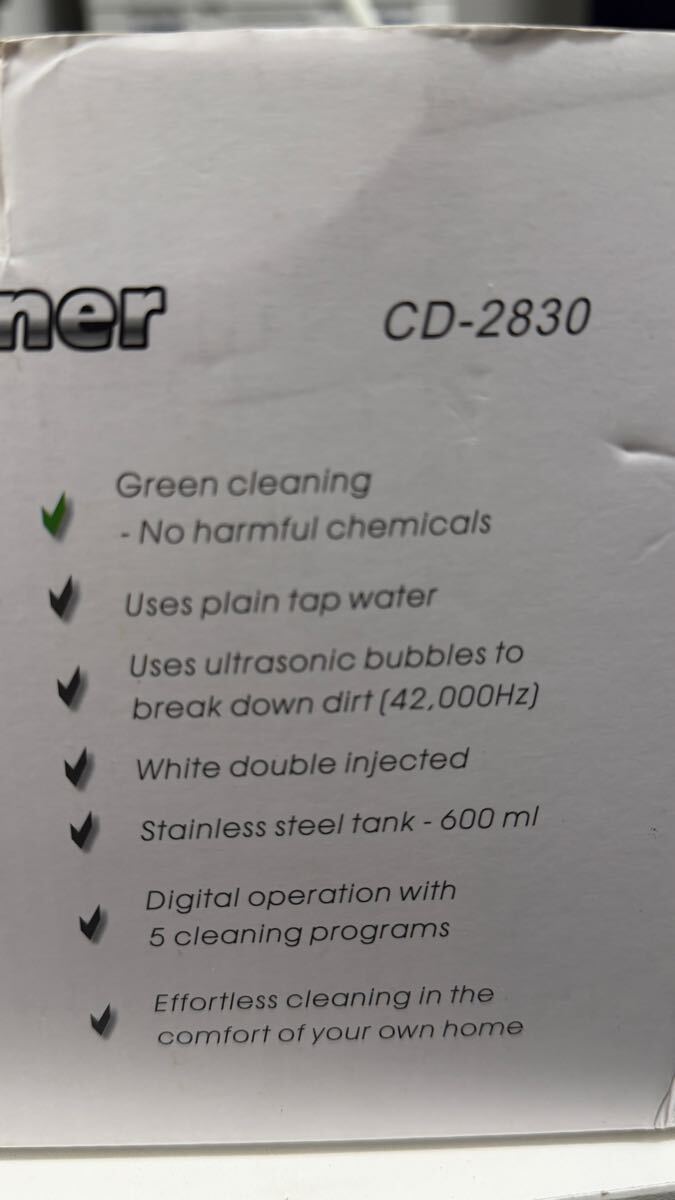 ner
CD-2830
Green cleaning
- No harmful chemicals
Uses plain tap water
Uses ultrasonic bubbles to
break down dirt (42,000Hz)
White double injected
Stainless steel tank - 600 ml
Digital operation with
5 cleaning programs
Effortless cleaning in the
comfort of your own home